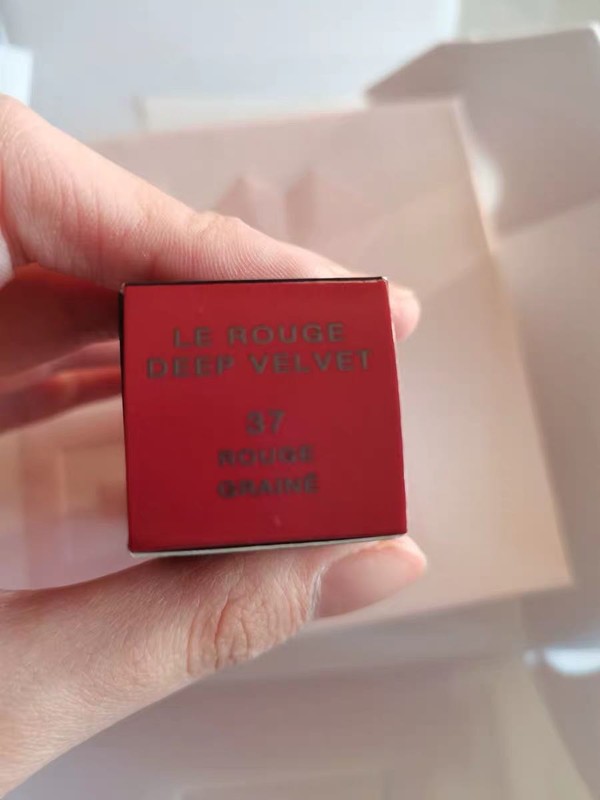 LE ROUGE
DEEP VELVET
37
ROUGE
GRAINÉ